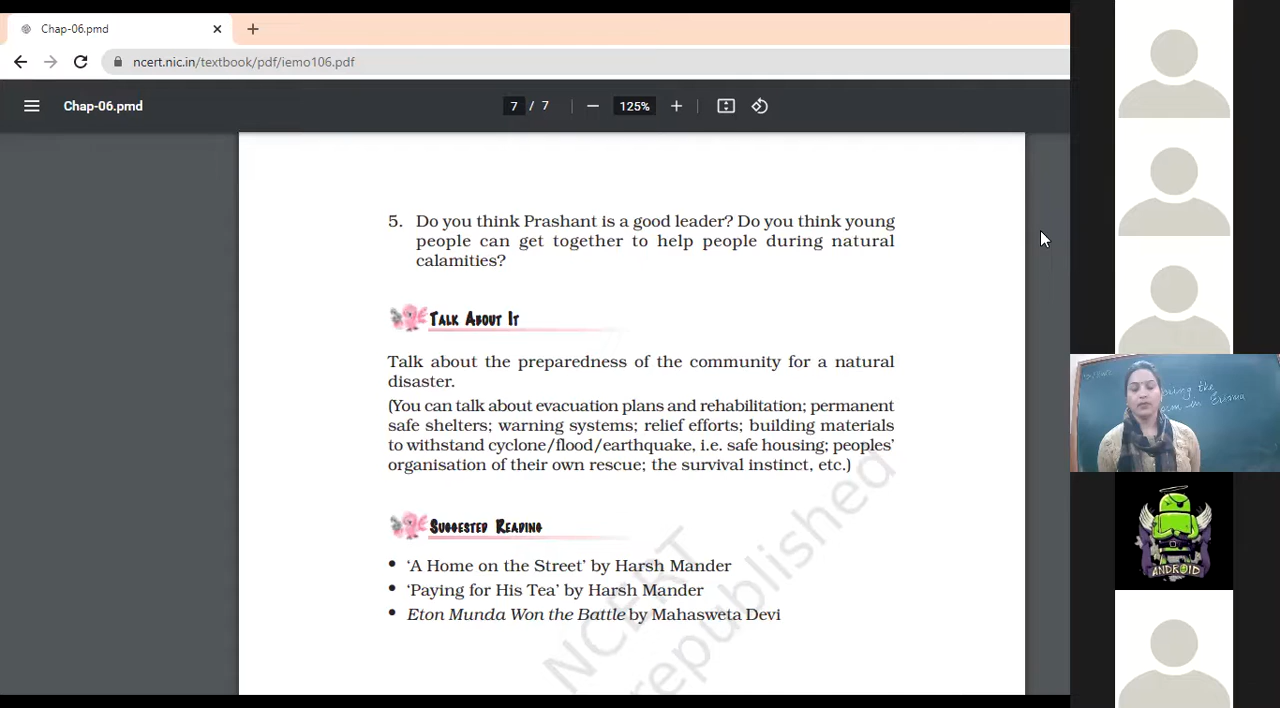 Chap-06.pmd
ncert.nic.in/textbook/pdf/iemo106.pdf
Chap-06.pmd
7 / 7
125%
5. Do you think Prashant is a good leader? Do you think young
people can get together to help people during natural
calamities?
TALK ABOUT IT
Talk about the preparedness of the community for a natural
disaster.
(You can talk about evacuation plans and rehabilitation; permanent
safe shelters; warning systems; relief efforts; building materials
to withstand cyclone/flood/earthquake, i.e. safe housing; peoples'
organisation of their own rescue; the survival instinct, etc.)
SUGGESTED READING
• 'A Home on the Street' by Harsh Mander
• 'Paying for His Tea' by Harsh Mander
• Eton Munda Won the Battle by Mahasweta Devi
NCERT
republished
the
in Ersama
ANDROID